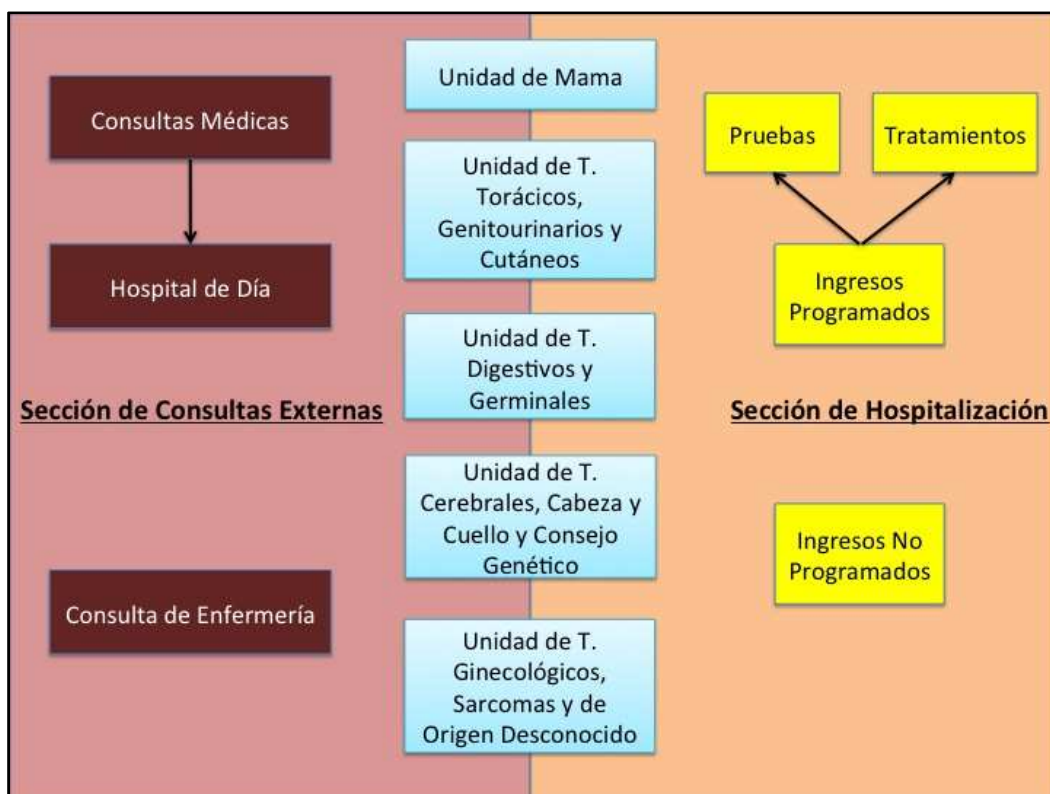 Consultas Médicas
Hospital de Día
Sección de Consultas Externas
Consulta de Enfermería
Unidad de Mama
Unidad de T.
Torácicos,
Genitourinarios y
Cutáneos
Unidad de T.
Digestivos y
Germinales
Unidad de T.
Cerebrales, Cabeza y
Cuello y Consejo
Genético
Unidad de T.
Ginecológicos,
Sarcomas y de
Origen Desconocido
Pruebas
Tratamientos
Ingresos
Programados
Sección de Hospitalización
Ingresos No
Programados